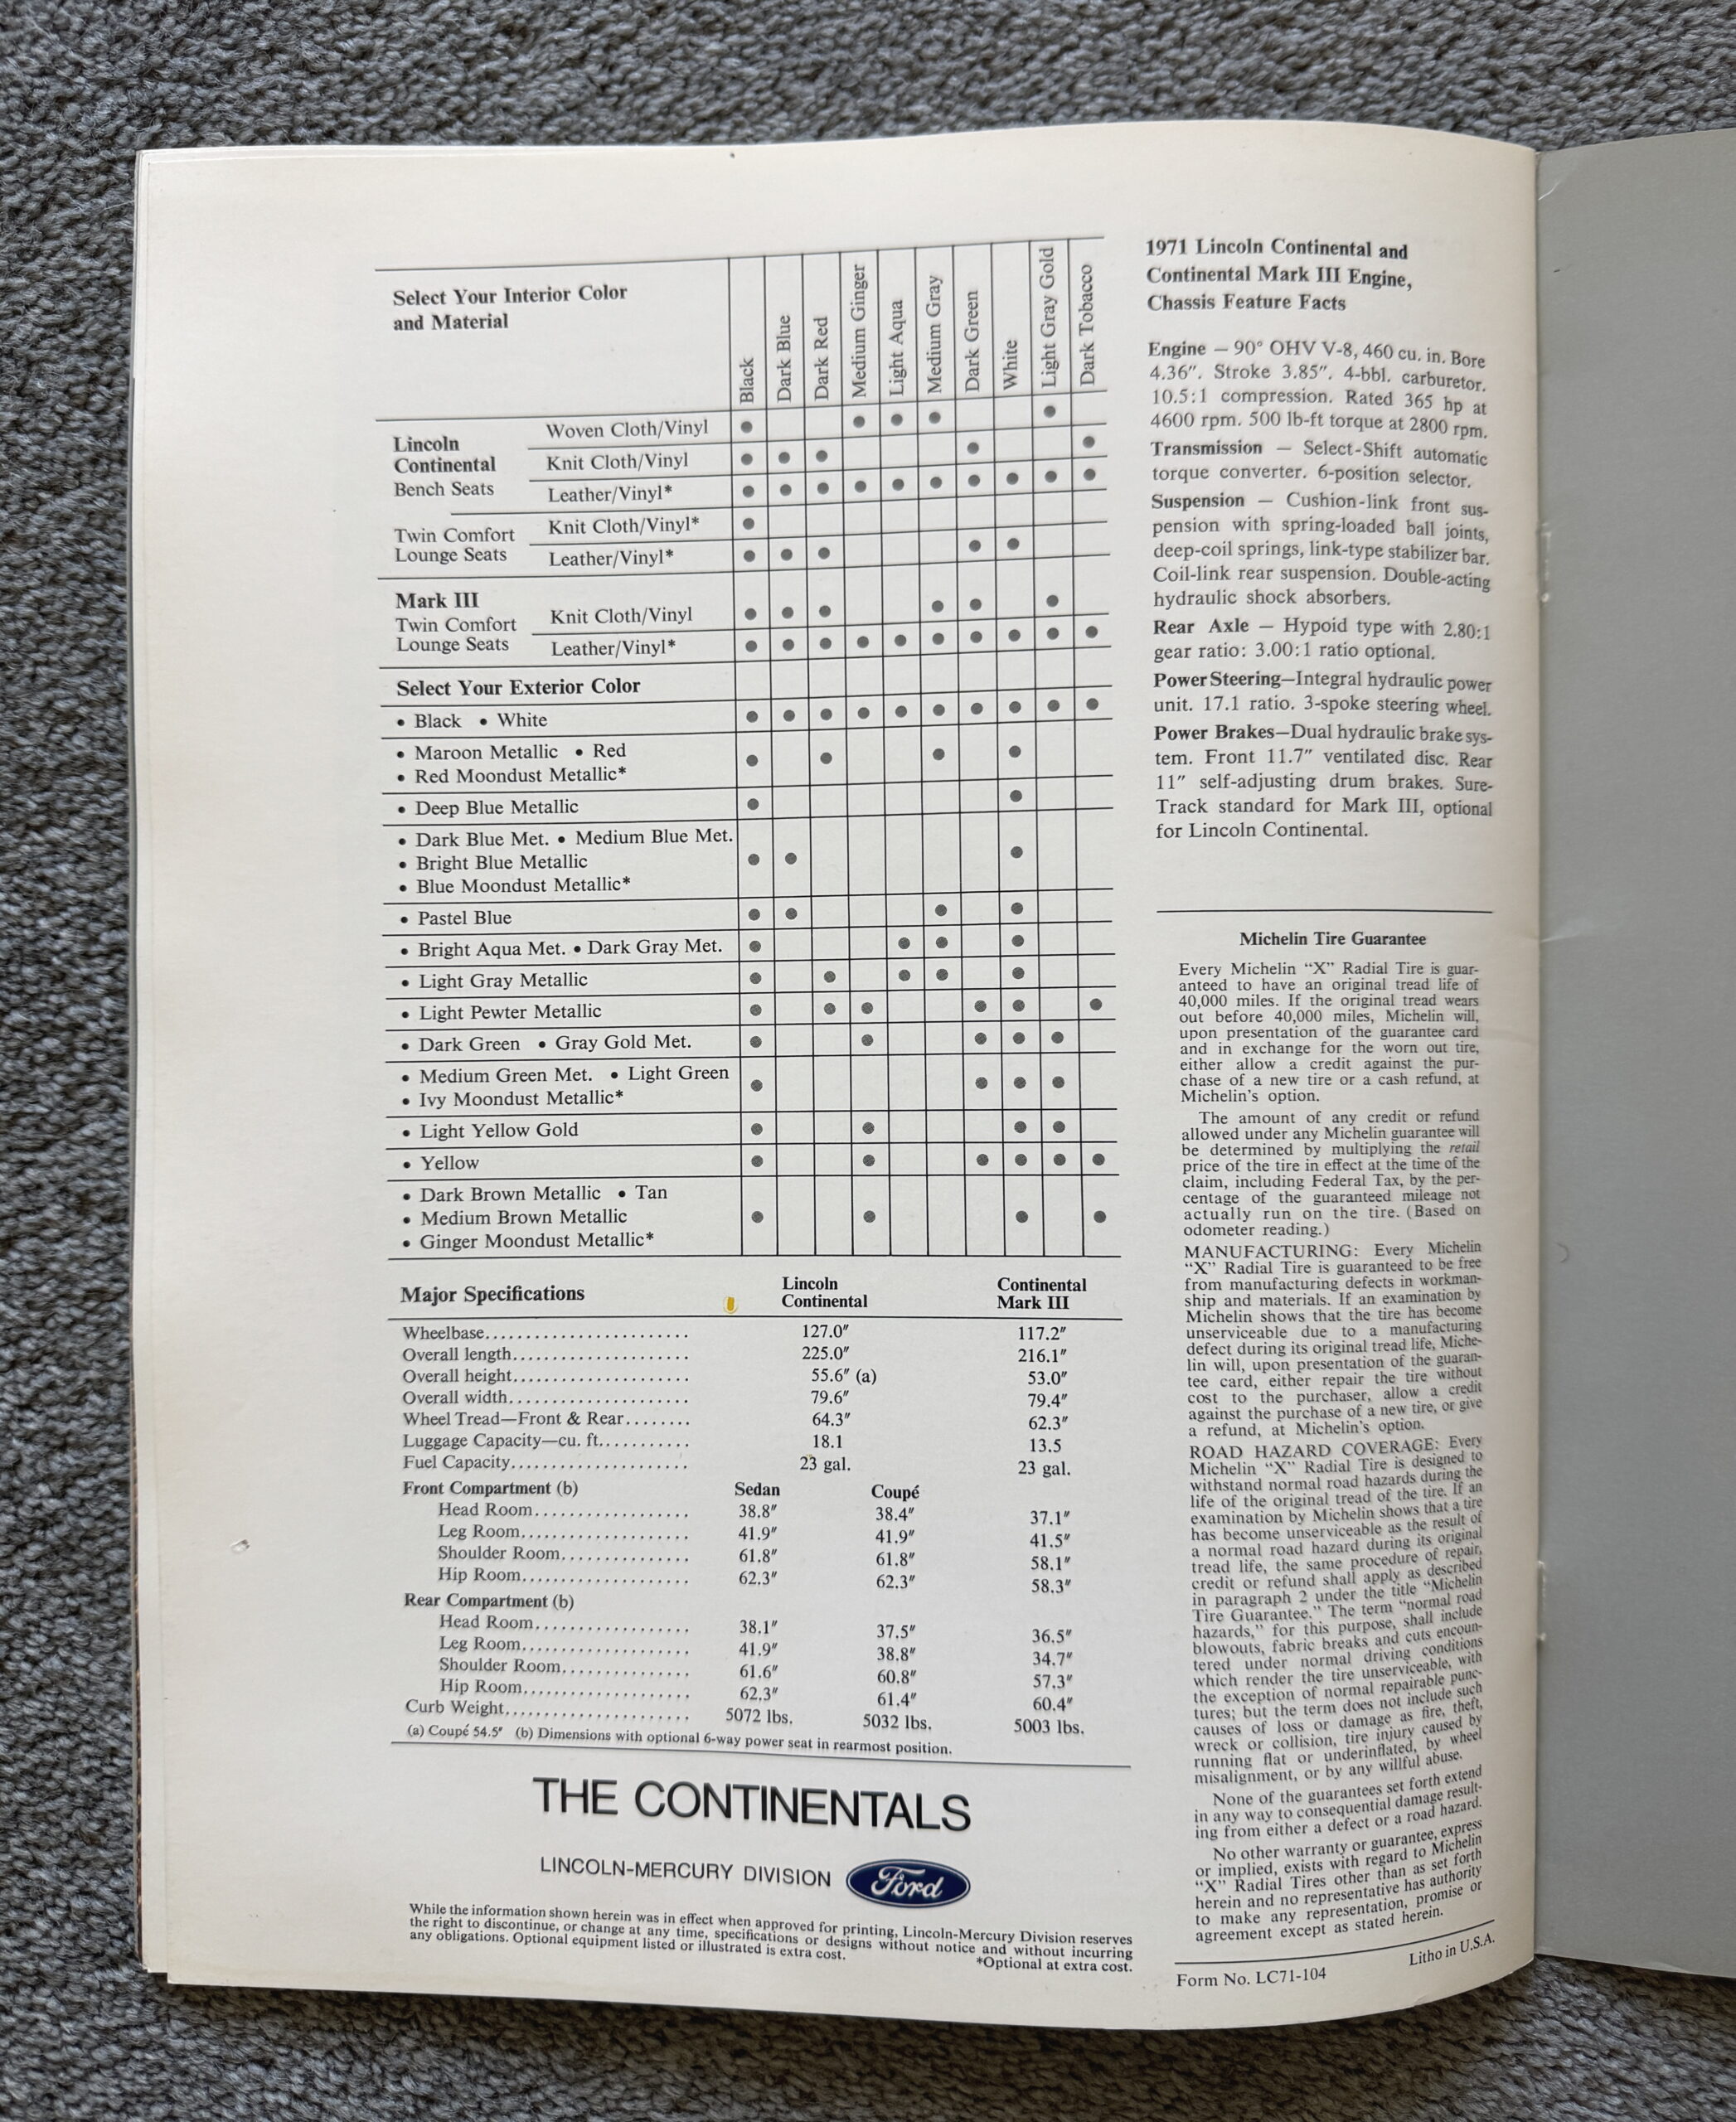 Select Your Interior Color
and Material
Black
Dark Blue
Dark Red
Medium Ginger
Light Aqua
Medium Gray
Dark Green
White
Light Gray Gold
Dark Tobacco
Lincoln
Continental
Bench Seats
Woven Cloth/Vinyl ● ● ● ● ●
Knit Cloth/Vinyl ● ● ● ● ●
Leather/Vinyl* ● ● ● ● ● ● ● ● ● ●
Twin Comfort
Lounge Seats
Knit Cloth/Vinyl* ●
Leather/Vinyl* ● ● ● ● ●
Mark III
Twin Comfort
Lounge Seats
Knit Cloth/Vinyl ● ● ● ● ● ●
Leather/Vinyl* ● ● ● ● ● ● ● ● ● ●
Select Your Exterior Color
• Black • White ● ● ● ● ● ● ● ● ● ●
• Maroon Metallic • Red
• Red Moondust Metallic* ● ● ● ●
• Deep Blue Metallic ● ●
• Dark Blue Met. • Medium Blue Met.
• Bright Blue Metallic ● ● ●
• Blue Moondust Metallic*
• Pastel Blue ● ● ● ●
• Bright Aqua Met. • Dark Gray Met. ● ● ● ●
• Light Gray Metallic ● ● ● ● ●
• Light Pewter Metallic ● ● ● ● ● ●
• Dark Green • Gray Gold Met. ● ● ● ● ●
• Medium Green Met. • Light Green
• Ivy Moondust Metallic* ● ● ● ●
• Light Yellow Gold ● ● ● ●
• Yellow ● ● ● ● ● ●
• Dark Brown Metallic • Tan
• Medium Brown Metallic ● ● ● ●
• Ginger Moondust Metallic*
Major Specifications
Lincoln
Continental
Continental
Mark III
Wheelbase........................ 127.0″ 117.2″
Overall length..................... 225.0″ 216.1″
Overall height..................... 55.6″ (a) 53.0″
Overall width...................... 79.6″ 79.4″
Wheel Tread—Front & Rear........ 64.3″ 62.3″
Luggage Capacity—cu. ft........... 18.1 13.5
Fuel Capacity..................... 23 gal. 23 gal.
Front Compartment (b) Sedan Coupé
Head Room.................. 38.8″ 38.4″ 37.1″
Leg Room.................... 41.9″ 41.9″ 41.5″
Shoulder Room............... 61.8″ 61.8″ 58.1″
Hip Room.................... 62.3″ 62.3″ 58.3″
Rear Compartment (b)
Head Room.................. 38.1″ 37.5″ 36.5″
Leg Room.................... 41.9″ 38.8″ 34.7″
Shoulder Room............... 61.6″ 60.8″ 57.3″
Hip Room.................... 62.3″ 61.4″ 60.4″
Curb Weight...................... 5072 lbs. 5032 lbs. 5003 lbs.
(a) Coupé 54.5″ (b) Dimensions with optional 6-way power seat in rearmost position.
THE CONTINENTALS
LINCOLN-MERCURY DIVISION Ford
While the information shown herein was in effect when approved for printing, Lincoln-Mercury Division reserves
the right to discontinue, or change at any time, specifications or designs without notice and without incurring
any obligations. Optional equipment listed or illustrated is extra cost. *Optional at extra cost.
1971 Lincoln Continental and
Continental Mark III Engine,
Chassis Feature Facts
Engine — 90° OHV V-8, 460 cu. in. Bore
4.36″. Stroke 3.85″. 4-bbl. carburetor.
10.5:1 compression. Rated 365 hp at
4600 rpm. 500 lb-ft torque at 2800 rpm.
Transmission — Select-Shift automatic
torque converter. 6-position selector.
Suspension — Cushion-link front sus-
pension with spring-loaded ball joints,
deep-coil springs, link-type stabilizer bar.
Coil-link rear suspension. Double-acting
hydraulic shock absorbers.
Rear Axle — Hypoid type with 2.80:1
gear ratio: 3.00:1 ratio optional.
Power Steering—Integral hydraulic power
unit. 17.1 ratio. 3-spoke steering wheel.
Power Brakes—Dual hydraulic brake sys-
tem. Front 11.7″ ventilated disc. Rear
11″ self-adjusting drum brakes. Sure-
Track standard for Mark III, optional
for Lincoln Continental.
Michelin Tire Guarantee
Every Michelin “X” Radial Tire is guar-
anteed to have an original tread life of
40,000 miles. If the original tread wears
out before 40,000 miles, Michelin will,
upon presentation of the guarantee card
and in exchange for the worn out tire,
either allow a credit against the pur-
chase of a new tire or a cash refund, at
Michelin's option.
The amount of any credit or refund
allowed under any Michelin guarantee will
be determined by multiplying the retail
price of the tire in effect at the time of the
claim, including Federal Tax, by the per-
centage of the guaranteed mileage not
actually run on the tire. (Based on
odometer reading.)
MANUFACTURING: Every Michelin
“X” Radial Tire is guaranteed to be free
from manufacturing defects in workman-
ship and materials. If an examination by
Michelin shows that the tire has become
unserviceable due to a manufacturing
defect during its original tread life, Miche-
lin will, upon presentation of the guaran-
tee card, either repair the tire without
cost to the purchaser, allow a credit
against the purchase of a new tire, or give
a refund, at Michelin's option.
ROAD HAZARD COVERAGE: Every
Michelin “X” Radial Tire is designed to
withstand normal road hazards during the
life of the original tread of the tire. If an
examination by Michelin shows that a tire
has become unserviceable as the result of
a normal road hazard during its original
tread life, the same procedure of repair,
credit or refund shall apply as described
in paragraph 2 under the title “Michelin
Tire Guarantee.” The term “normal road
hazards,” for this purpose, shall include
blowouts, fabric breaks and cuts encoun-
tered under normal driving conditions
which render the tire unserviceable, with
the exception of normal repairable punc-
tures; but the term does not include such
causes of loss or damage as fire, theft,
wreck or collision, tire injury caused by
running flat or underinflated, by wheel
misalignment, or by any willful abuse.
None of the guarantees set forth extend
in any way to consequential damage result-
ing from either a defect or a road hazard.
No other warranty or guarantee, express
or implied, exists with regard to Michelin
“X” Radial Tires other than as set forth
herein and no representative has authority
to make any representation, promise or
agreement except as stated herein.
Form No. LC71-104 Litho in U.S.A.